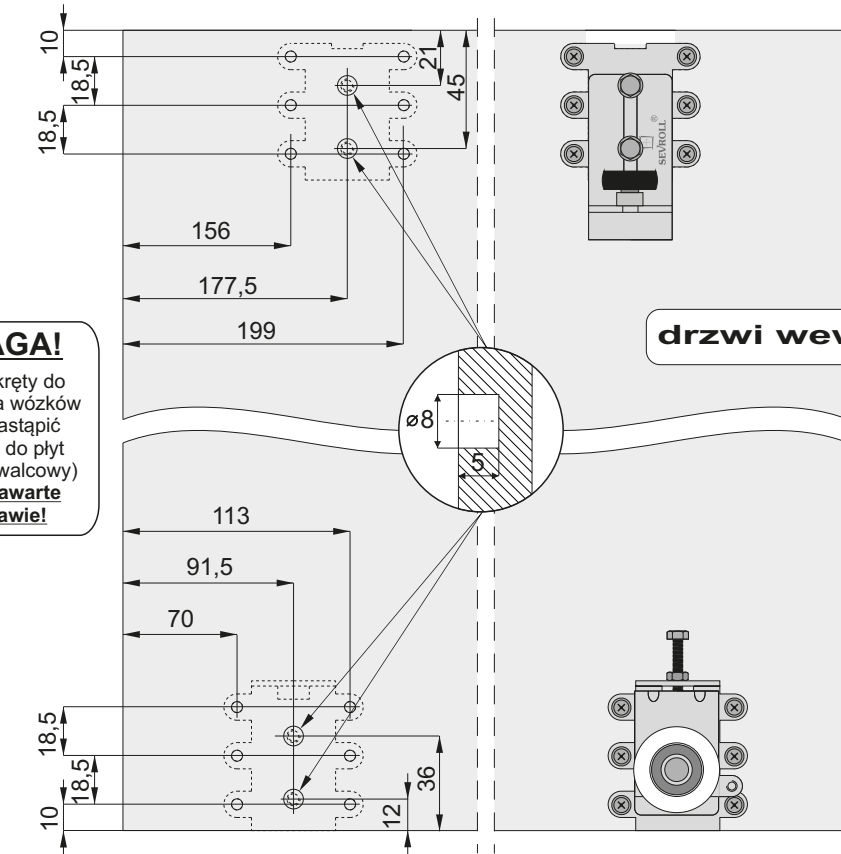 10
18,5
18,5
21
45
156
177,5
199
SEVROLL
®
AGA!
kręty do
a wózków
astąpić
do płyt
walcowy)
awarte
awie!
drzwi wew
⌀8
5
113
91,5
70
18,5
18,5
10
36
12